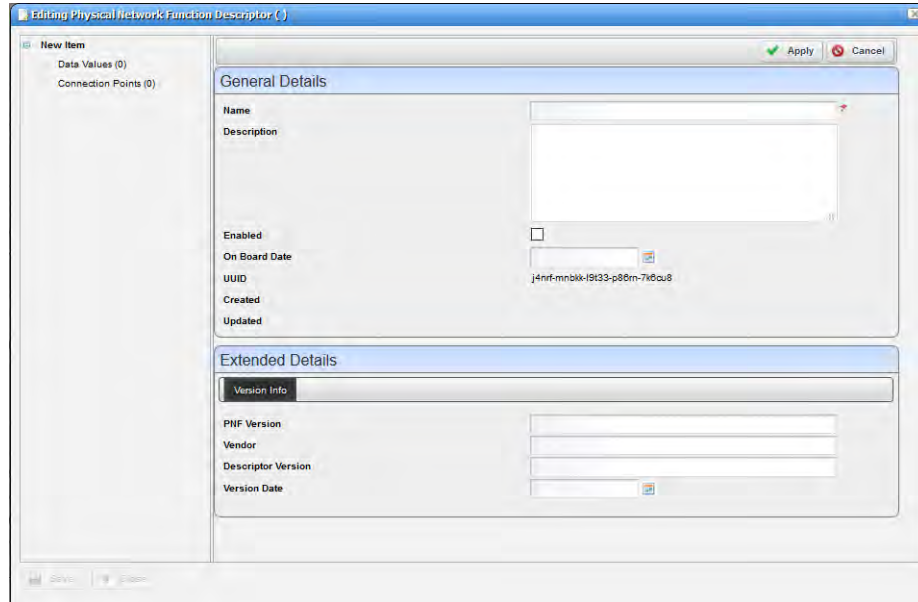 Editing Physical Network Function Descriptor ( )
New Item
Data Values (0)
Connection Points (0)
Apply
Cancel
General Details
Name
Description
Enabled
On Board Date
UUID
j4nrf-mnbkk-l9t33-p86rn-7k6cu8
Created
Updated
Extended Details
Version Info
PNF Version
Vendor
Descriptor Version
Version Date
Save
Close